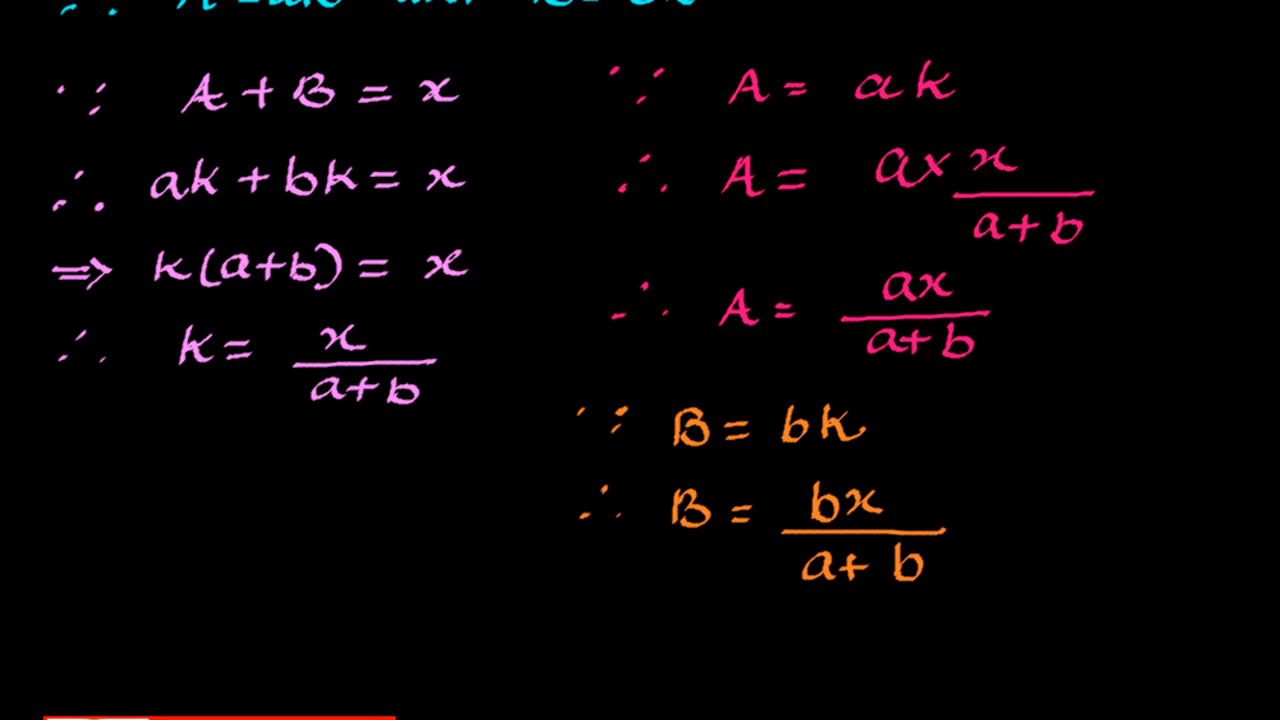 ∵ A + B = x
∴ ak + bk = x
⇒ k(a+b) = x
∴ k = x/(a+b)
∵ A = ak
∴ A = a × x/(a+b)
∴ A = ax/(a+b)
∵ B = bk
∴ B = bx/(a+b)